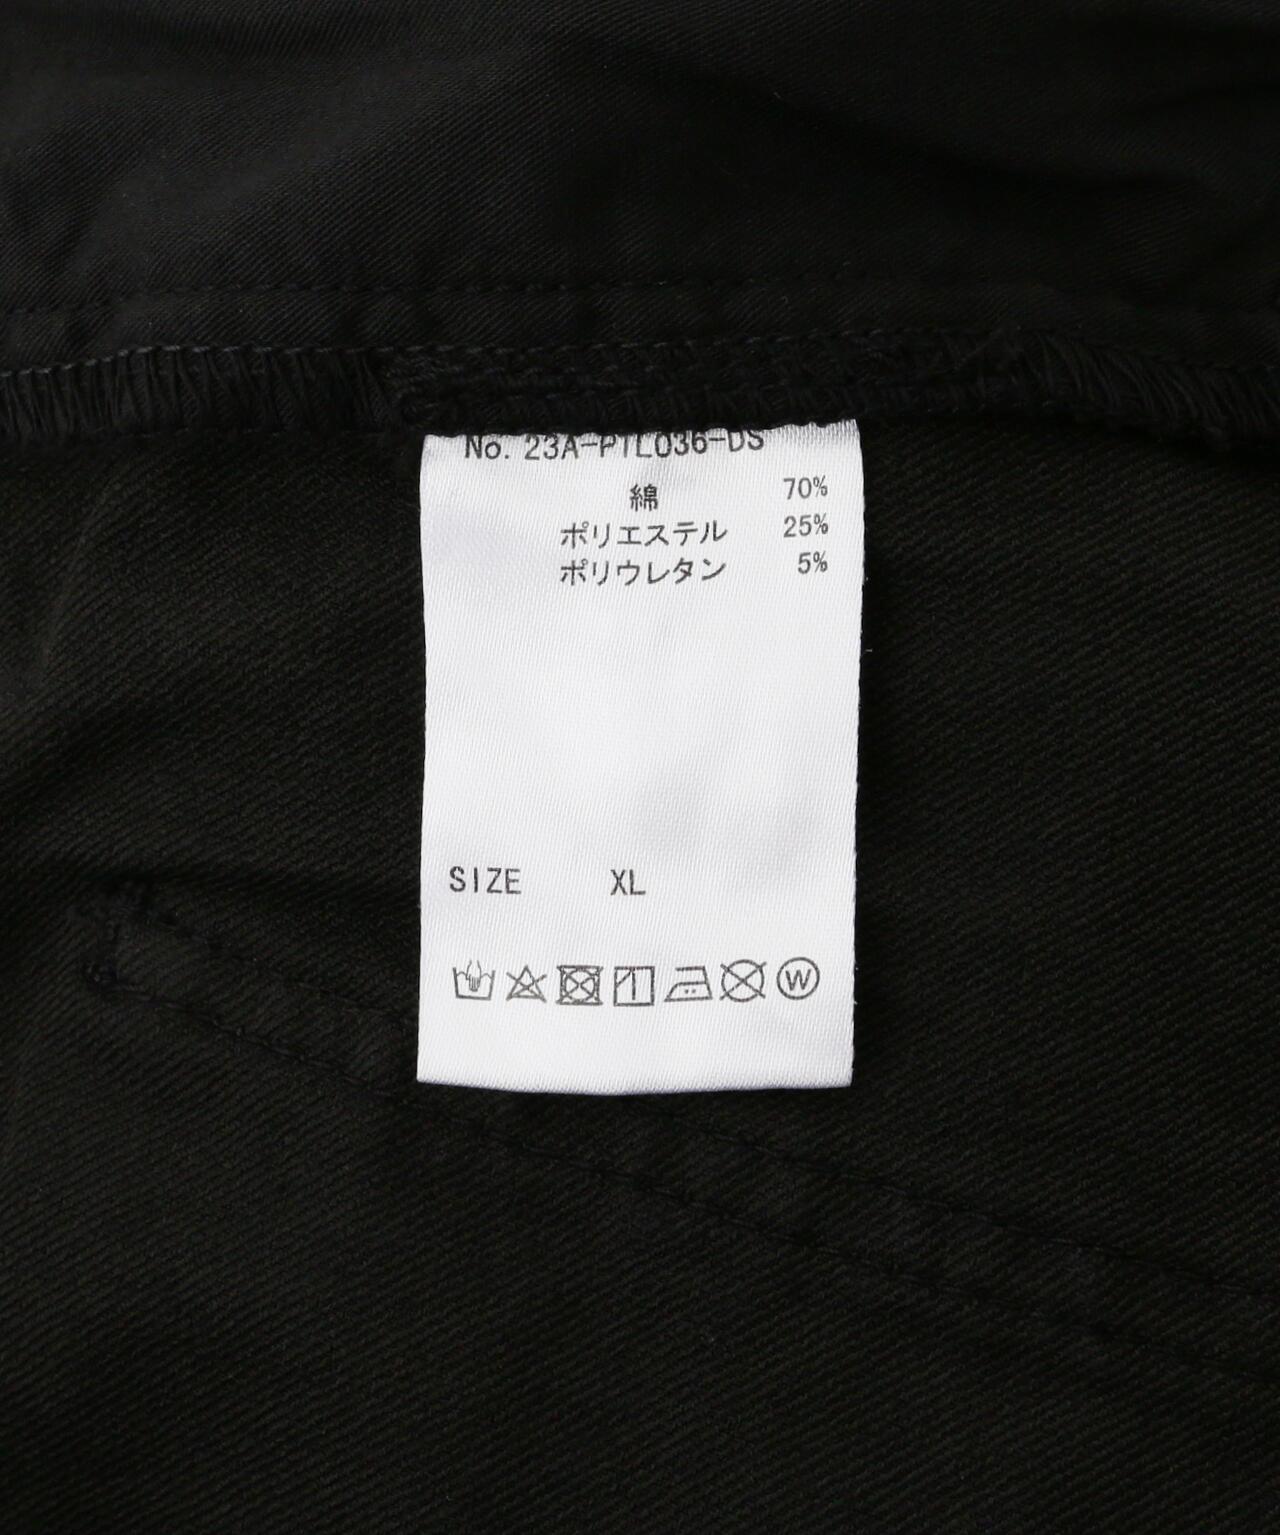 No. 23A-PTL036-DS
綿 70%
ポリエステル 25%
ポリウレタン 5%
SIZE XL
W